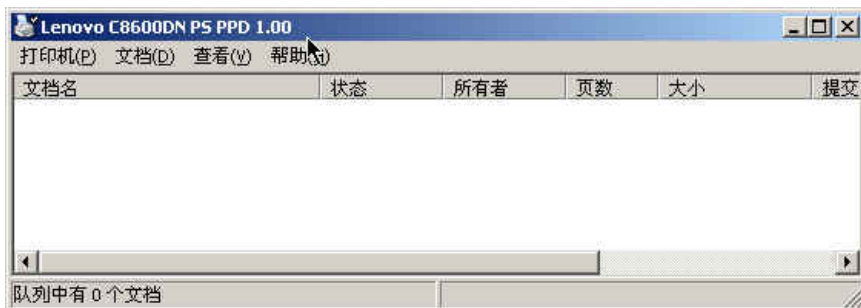 Lenovo C8600DN PS PPD 1.00
打印机(P) 文档(D) 查看(V) 帮助(H)
文档名 状态 所有者 页数 大小 提交
队列中有 0 个文档